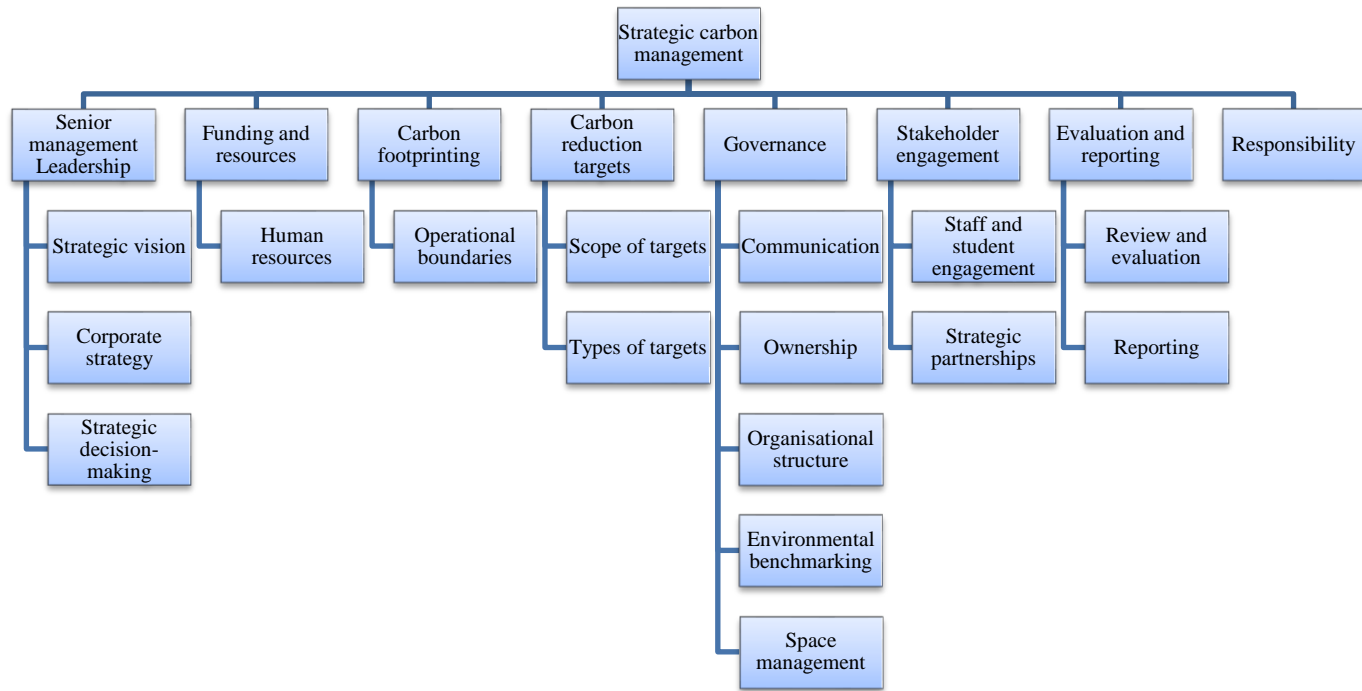 Strategic carbon
management
Senior
management
Leadership
Funding and
resources
Carbon
footprinting
Carbon
reduction
targets
Governance
Stakeholder
engagement
Evaluation and
reporting
Responsibility
Strategic vision
Human
resources
Operational
boundaries
Scope of targets
Communication
Staff and
student
engagement
Review and
evaluation
Corporate
strategy
Types of targets
Ownership
Strategic
partnerships
Reporting
Strategic
decision-
making
Organisational
structure
Environmental
benchmarking
Space
management